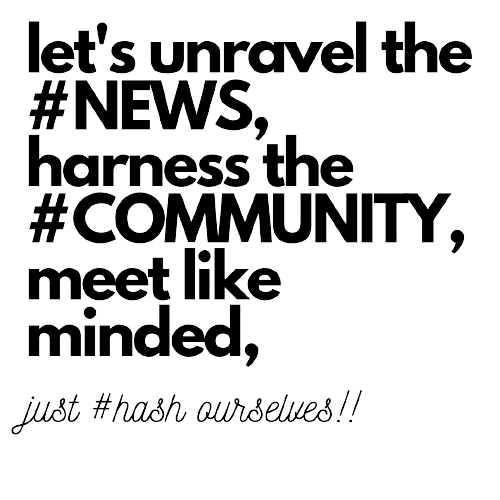 let's unravel the
#NEWS,
harness the
#COMMUNITY,
meet like
minded,
just #hash ourselves!!